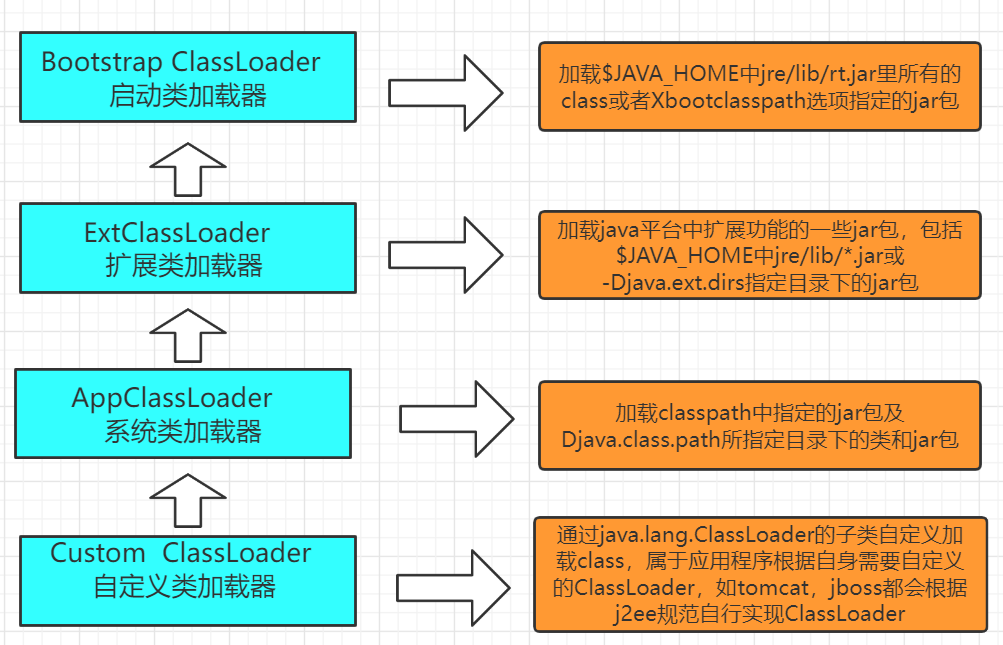 Bootstrap ClassLoader
启动类加载器
加载$JAVA_HOME中jre/lib/rt.jar里所有的
class或者Xbootclasspath选项指定的jar包
ExtClassLoader
扩展类加载器
加载java平台中扩展功能的一些jar包，包括
$JAVA_HOME中jre/lib/*.jar或
-Djava.ext.dirs指定目录下的jar包
AppClassLoader
系统类加载器
加载classpath中指定的jar包及
Djava.class.path所指定目录下的类和jar包
Custom  ClassLoader
自定义类加载器
通过java.lang.ClassLoader的子类自定义加
载class，属于应用程序根据自身需要自定义
的ClassLoader，如tomcat，jboss都会根据
j2ee规范自行实现ClassLoader